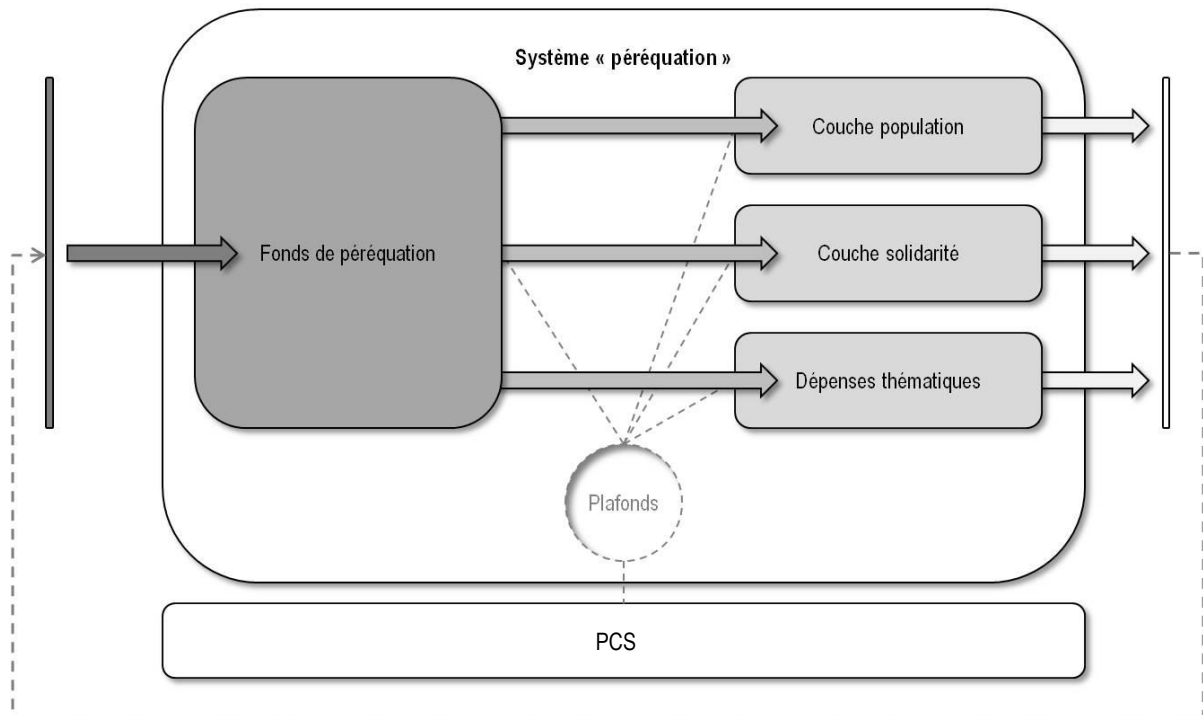 Système « péréquation »
Couche population
Fonds de péréquation
Couche solidarité
Dépenses thématiques
Plafonds
PCS